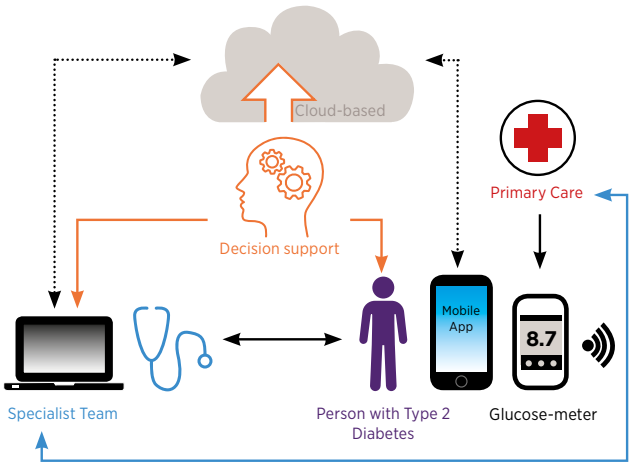 Cloud-based
Primary Care
Decision support
Mobile
App
8.7
Specialist Team
Person with Type 2
Diabetes
Glucose-meter